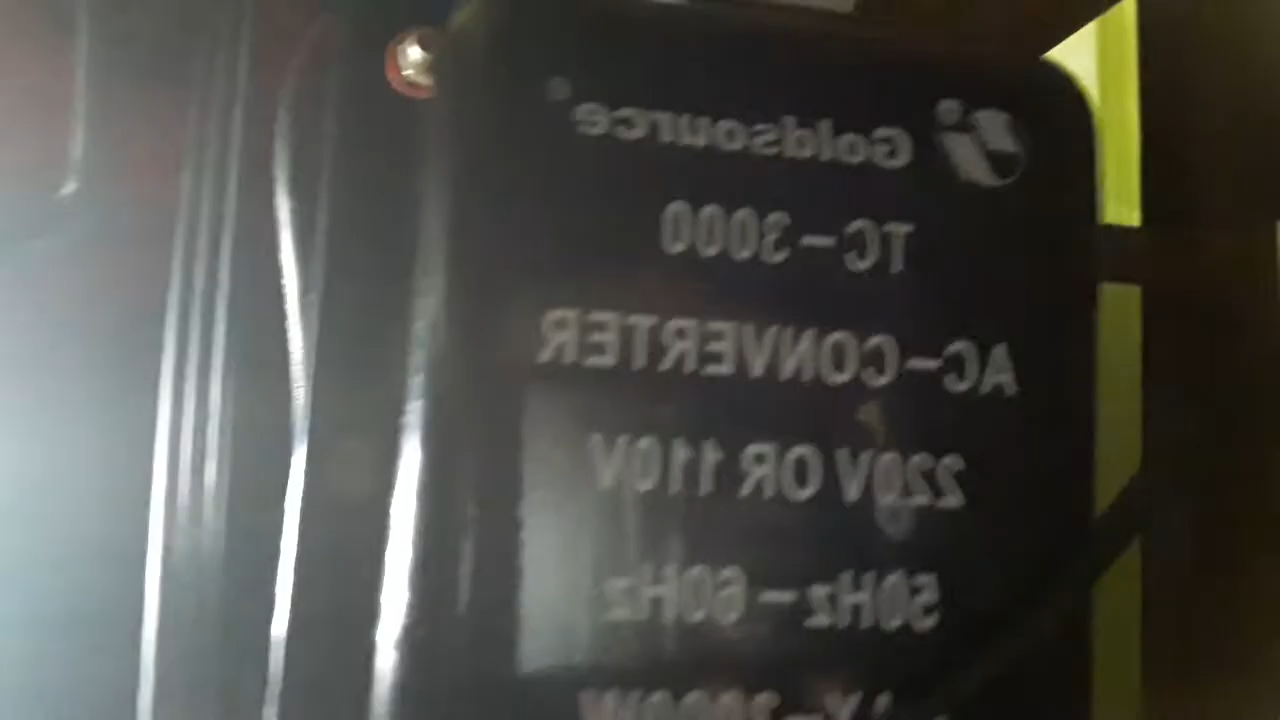 Goldsource
TC-3000
AC-CONVERTER
220V OR 110V
50Hz-60Hz